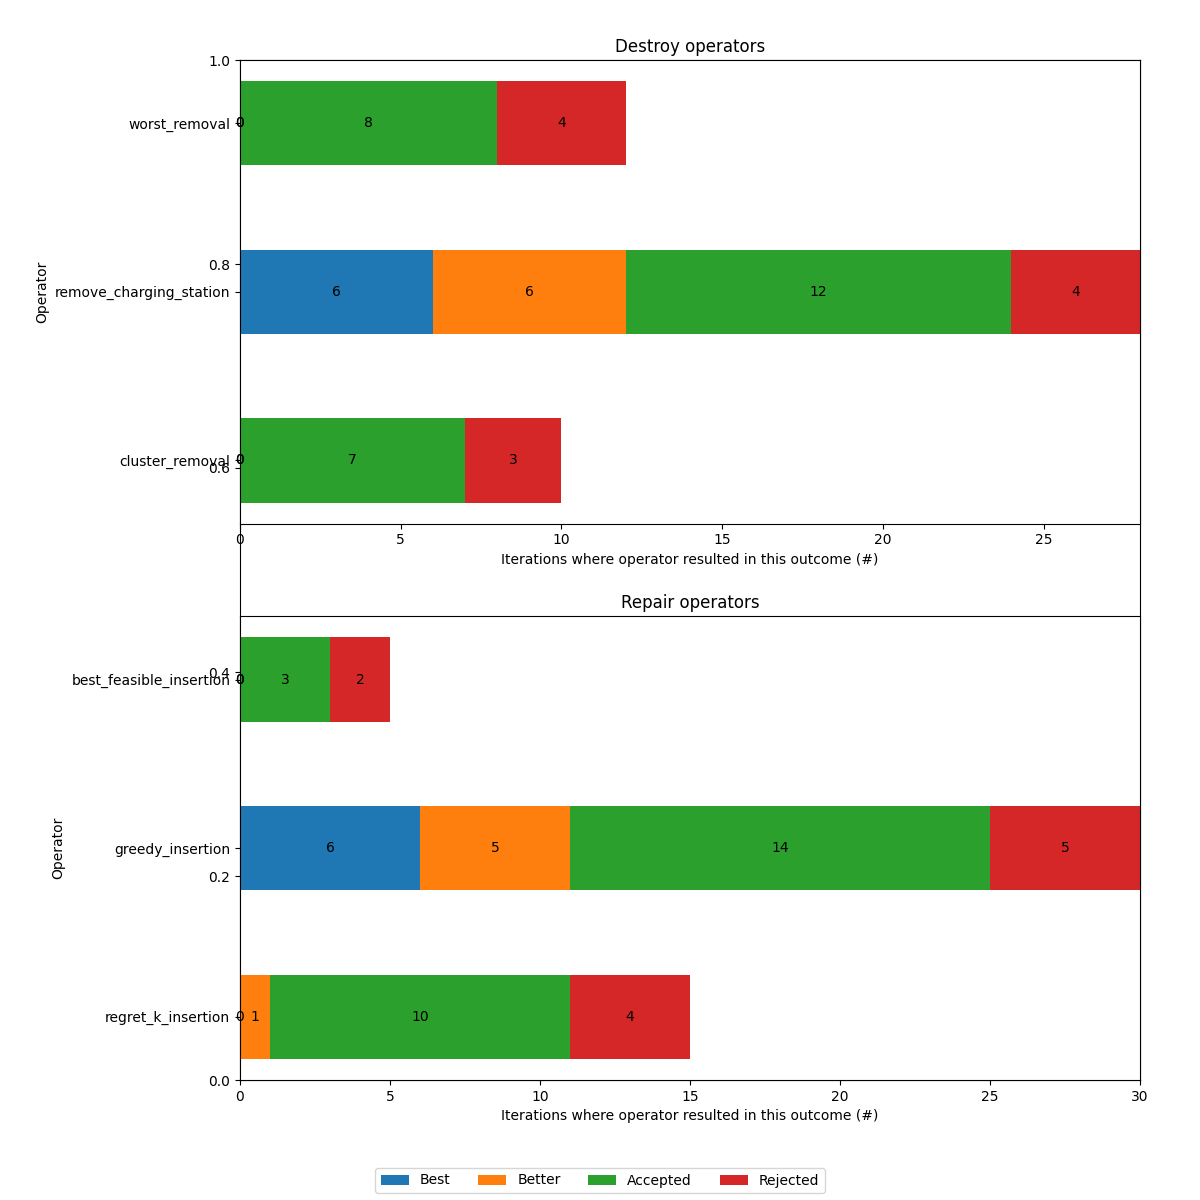 Destroy operators
1.0
worst_removal 0 8 4
0.8
Operator
remove_charging_station 6 6 12 4
cluster_removal 0 7 3
0.6
0 5 10 15 20 25
Iterations where operator resulted in this outcome (#)
Repair operators
0.4
best_feasible_insertion 0 3 2
Operator
greedy_insertion 6 5 14 5
0.2
regret_k_insertion 0 1 10 4
0.0
0 5 10 15 20 25 30
Iterations where operator resulted in this outcome (#)
Best Better Accepted Rejected